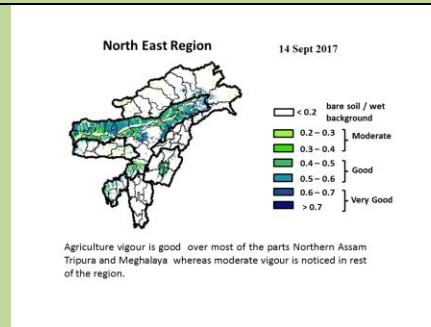 North East Region
14 Sept 2017
< 0.2 bare soil / wet background
0.2 – 0.3
0.3 – 0.4
Moderate
0.4 – 0.5
0.5 – 0.6
Good
0.6 – 0.7
> 0.7
Very Good
Agriculture vigour is good over most of the parts Northern Assam
Tripura and Meghalaya whereas moderate vigour is noticed in rest
of the region.